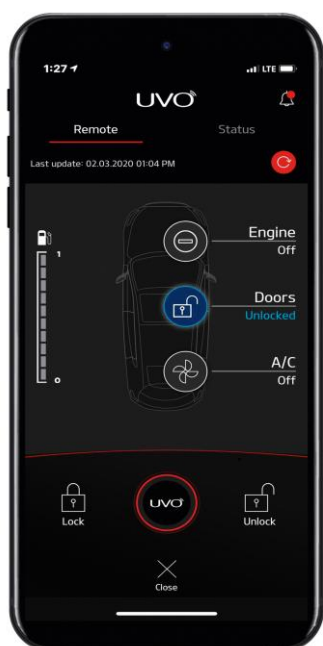 1:27
LTE
UVO
Remote
Status
Last update: 02.03.2020 01:04 PM
Engine
Off
1
Doors
Unlocked
A/C
Off
0
UVO
Lock
Unlock
Close